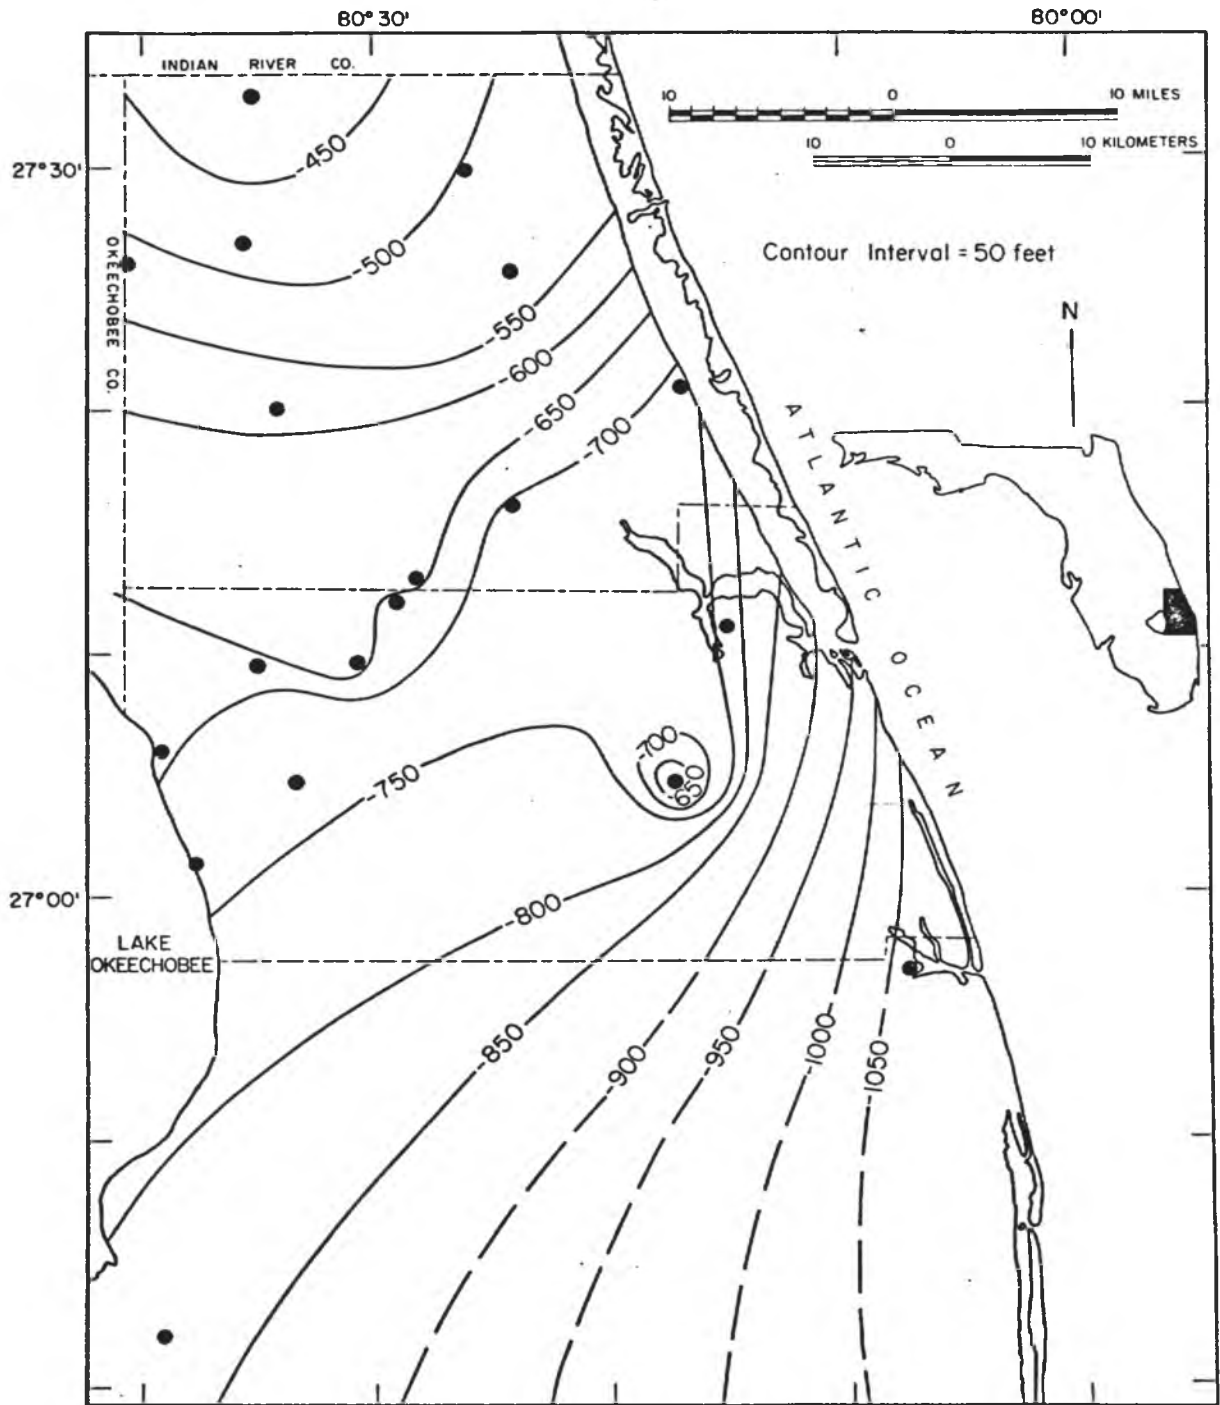 80° 30'
80° 00'
INDIAN RIVER CO.
10 0 10 MILES
10 0 10 KILOMETERS
27° 30'
-450
OKEECHOBEE CO.
-500
Contour Interval = 50 feet
N
-550
-600
-650
-700
ATLANTIC OCEAN
-700
-650
-750
27° 00'
-800
LAKE
OKEECHOBEE
-850
-900
-950
-1000
-1050